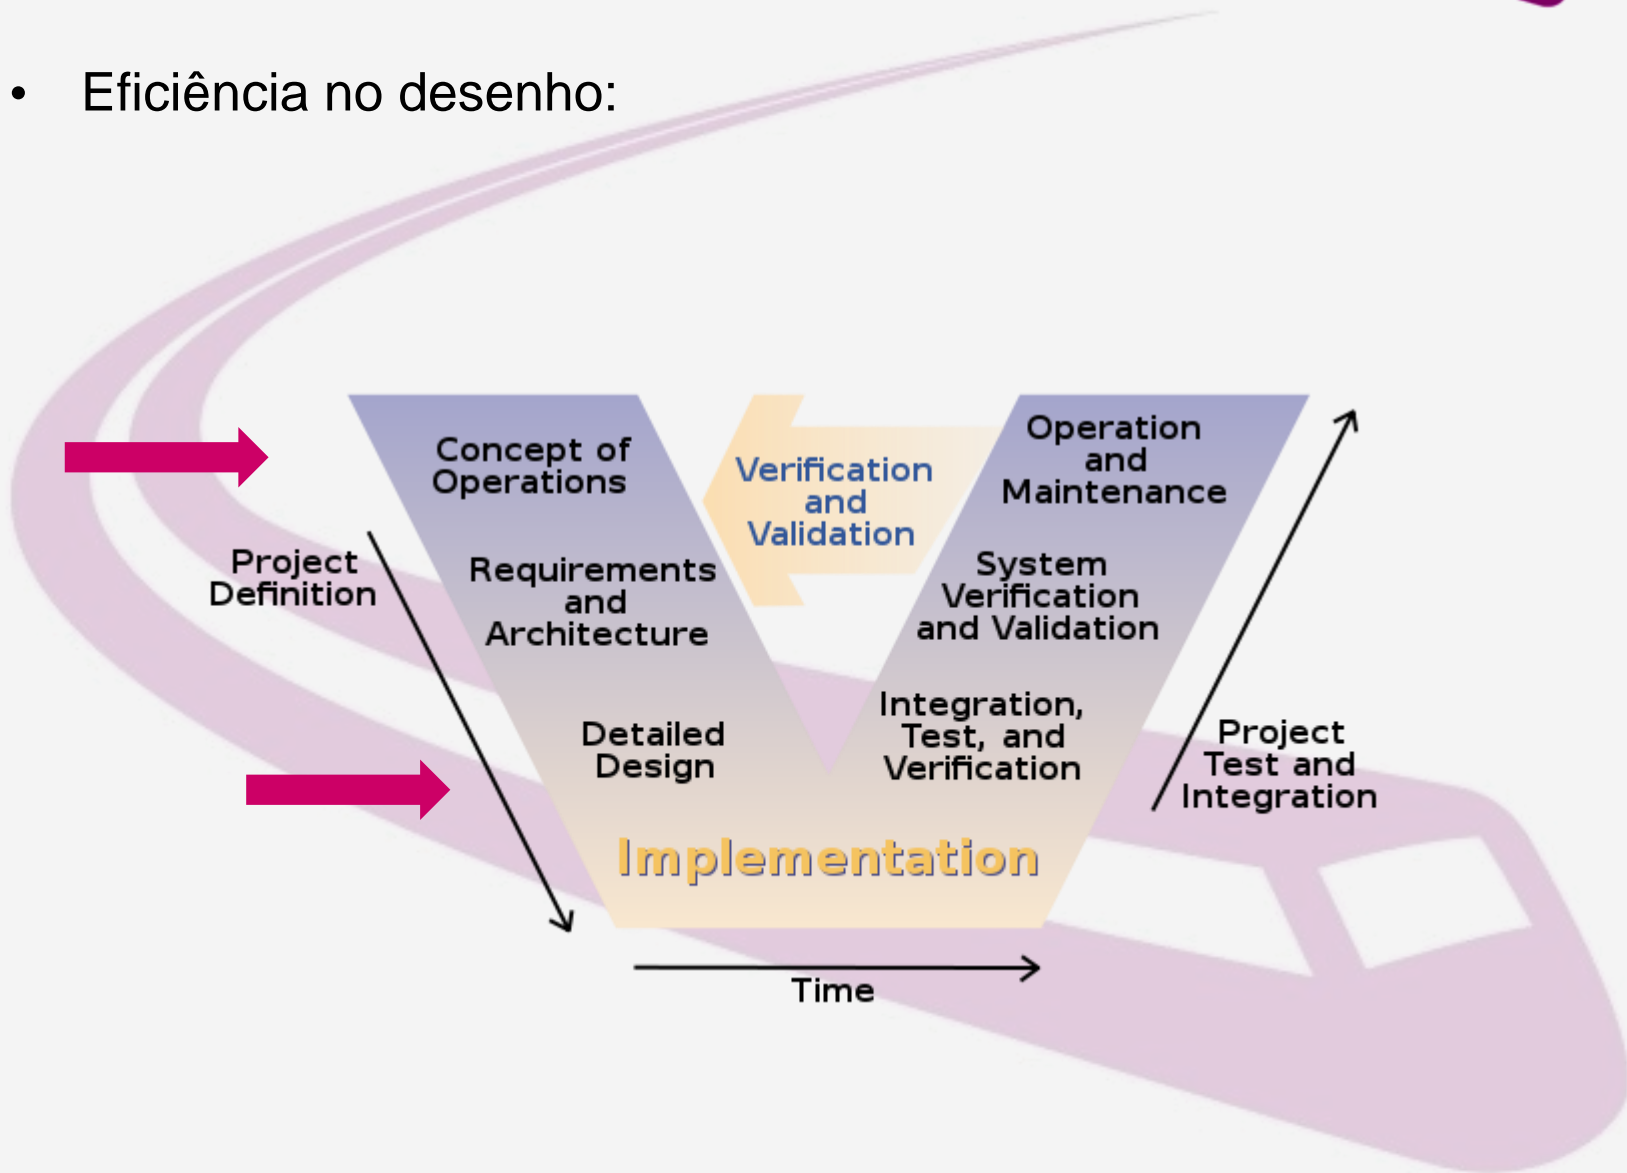 • Eficiência no desenho:
Concept of
Operations
Verification
and
Validation
Operation
and
Maintenance
Project
Definition
Requirements
and
Architecture
System
Verification
and Validation
Detailed
Design
Integration,
Test, and
Verification
Project
Test and
Integration
Implementation
Time